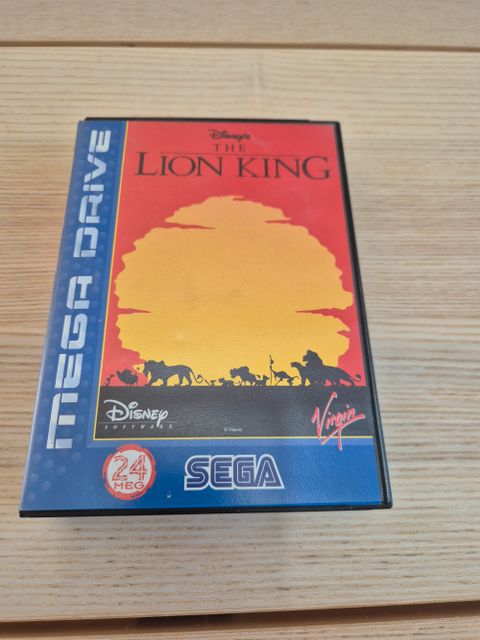 MEGA DRIVE
Disney's
THE
LION KING
Disney
SOFTWARE
© Disney
Virgin
24
MEG
SEGA